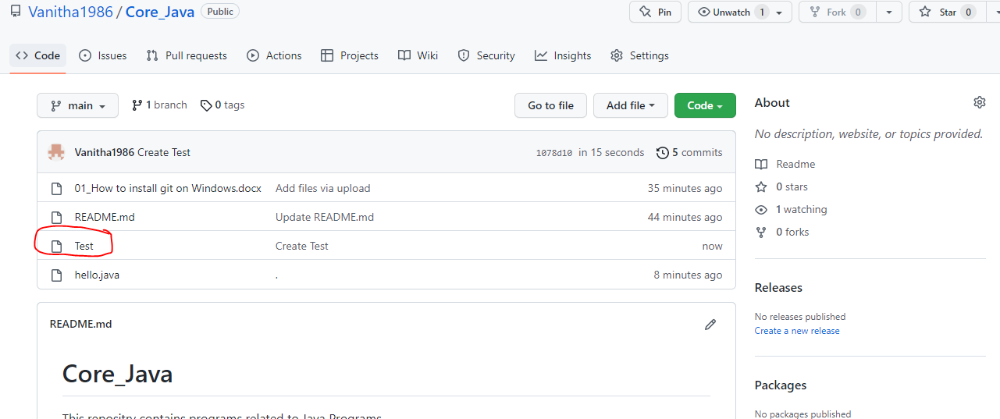 Vanitha1986 / Core_Java Public
Pin Unwatch 1 Fork 0 Star 0
Code Issues Pull requests Actions Projects Wiki Security Insights Settings
main 1 branch 0 tags Go to file Add file Code
Vanitha1986 Create Test 1078d10 in 15 seconds 5 commits
01_How to install git on Windows.docx Add files via upload 35 minutes ago
README.md Update README.md 44 minutes ago
Test Create Test now
hello.java . 8 minutes ago
README.md
Core_Java
This repositry contains programs related to Java Programs
About
No description, website, or topics provided.
Readme
0 stars
1 watching
0 forks
Releases
No releases published
Create a new release
Packages
No packages published